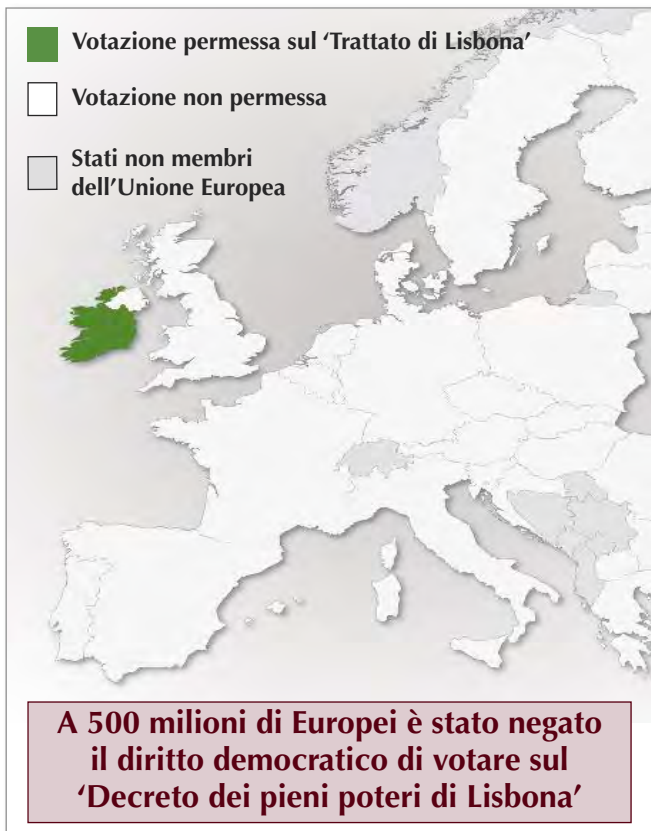 Votazione permessa sul ‘Trattato di Lisbona’
Votazione non permessa
Stati non membri
dell’Unione Europea
A 500 milioni di Europei è stato negato
il diritto democratico di votare sul
‘Decreto dei pieni poteri di Lisbona’